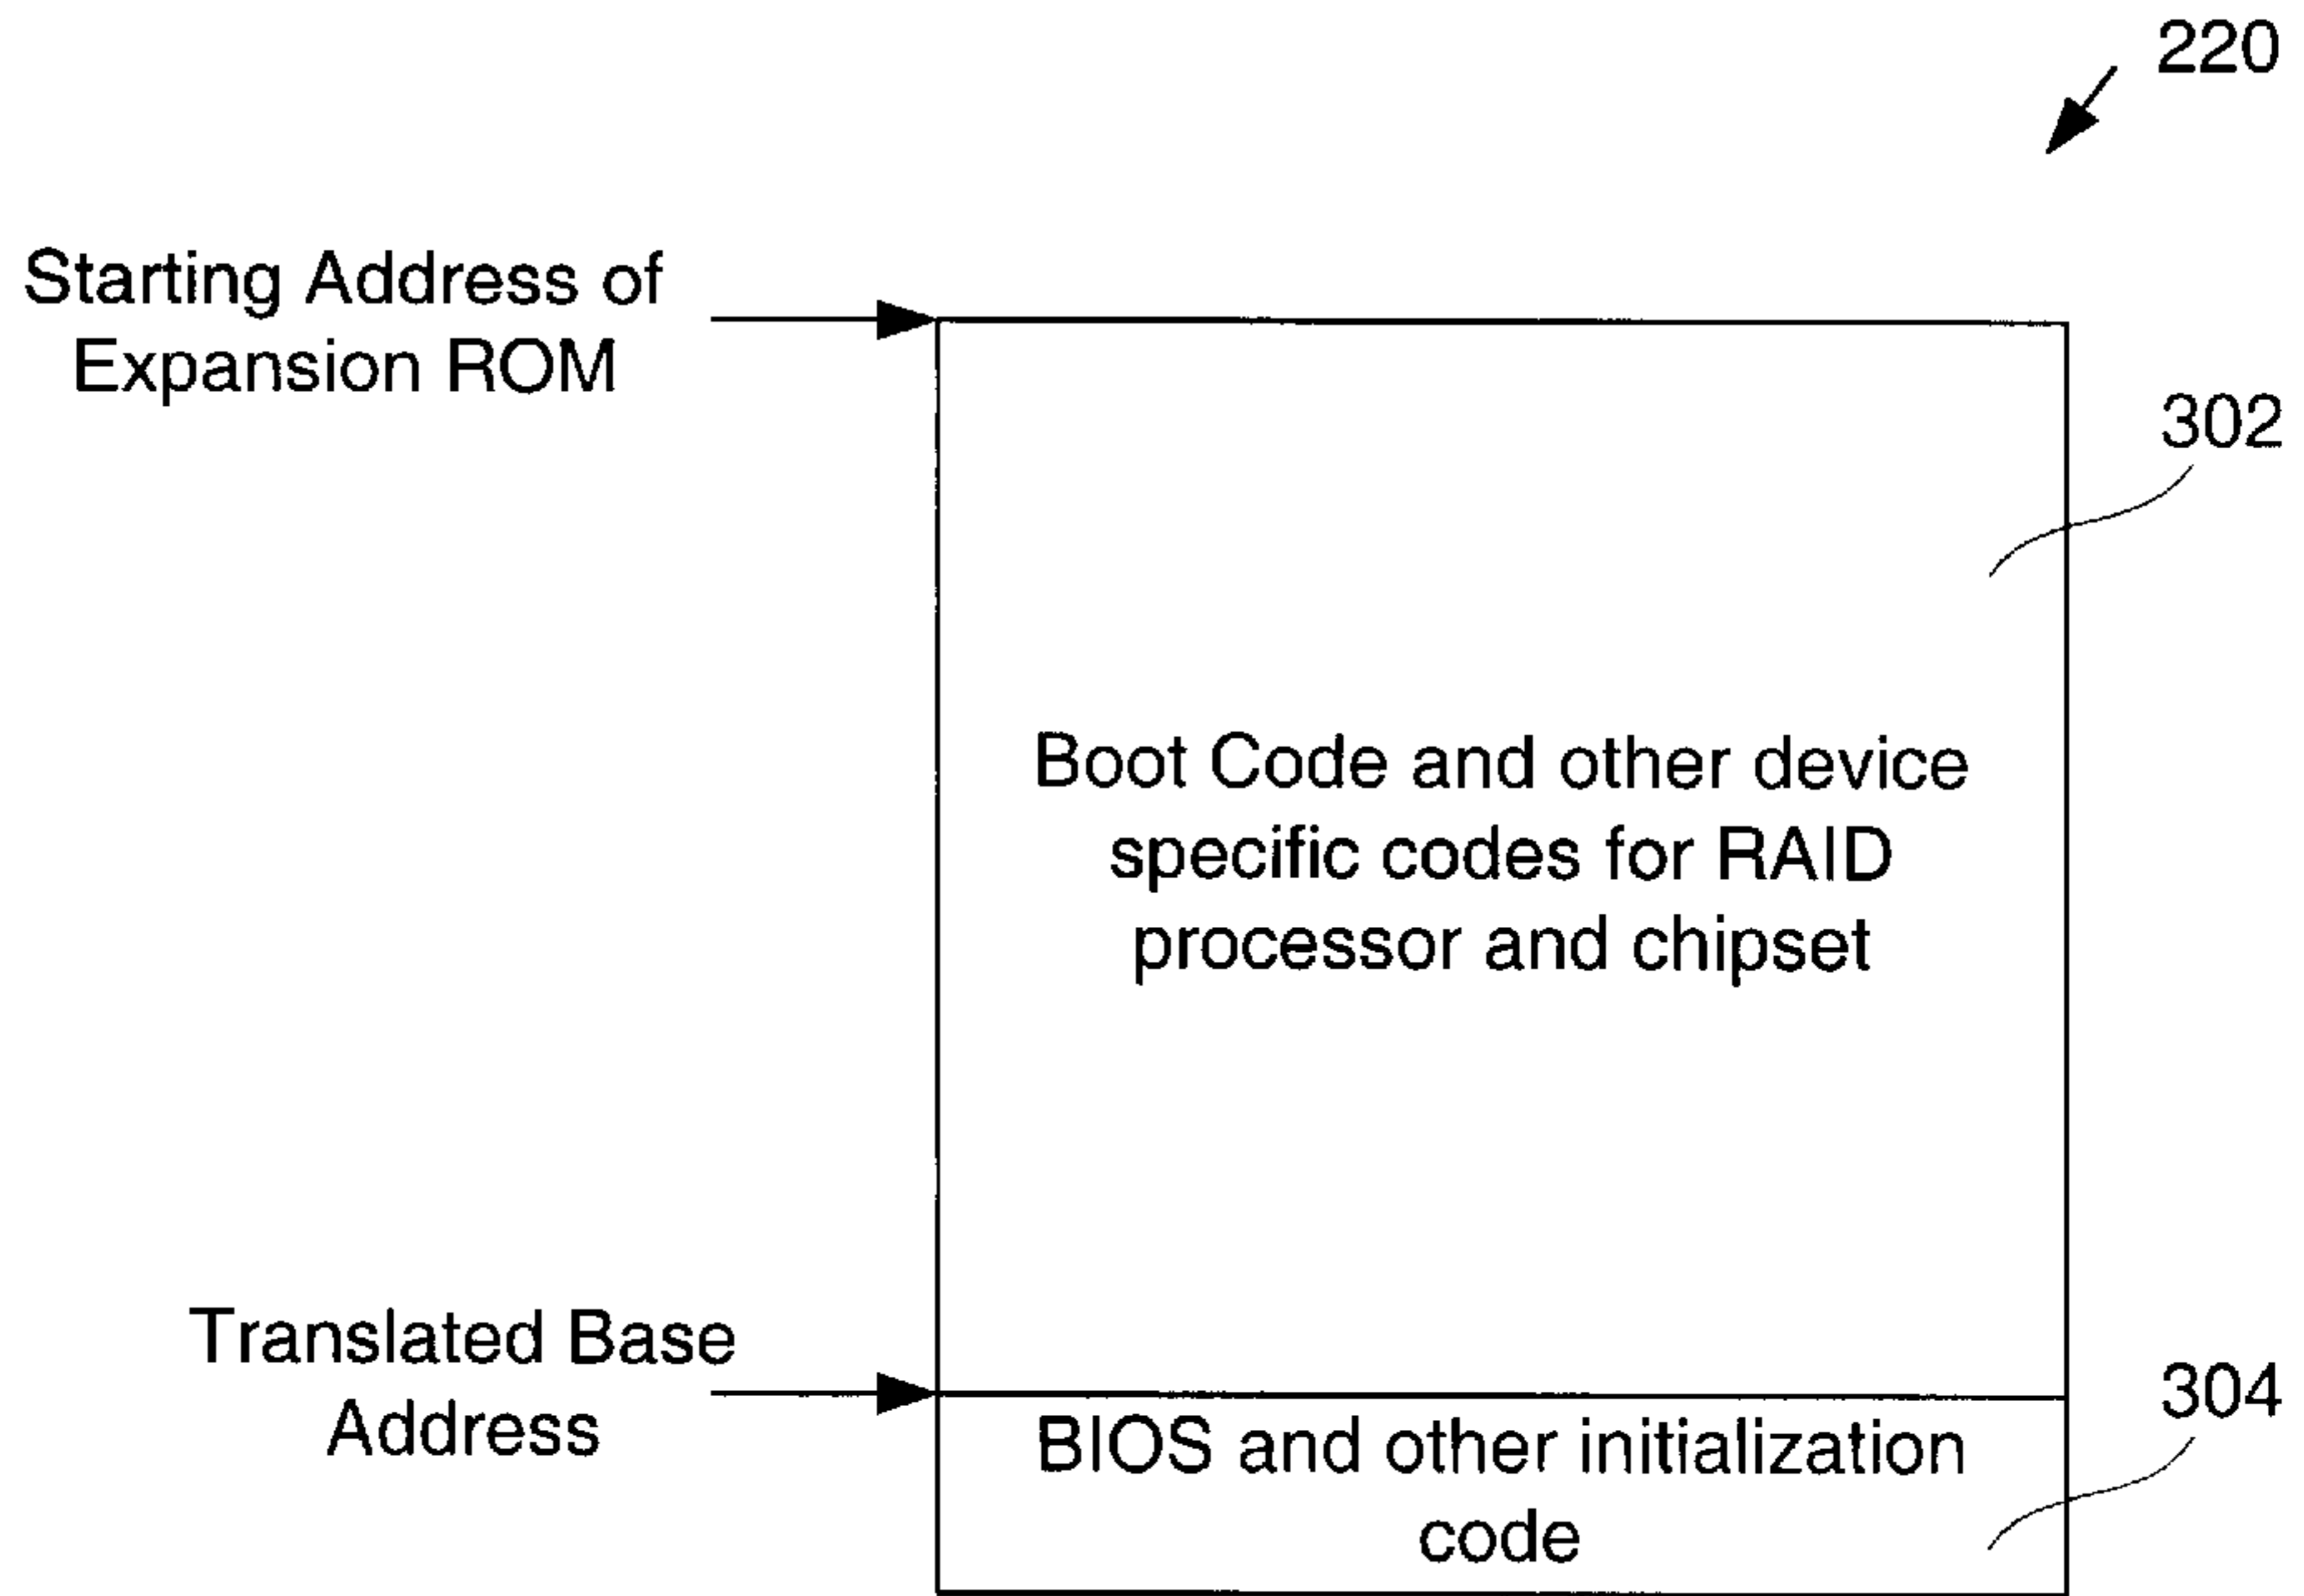 220
Starting Address of
Expansion ROM
302
Boot Code and other device
specific codes for RAID
processor and chipset
Translated Base
Address
304
BIOS and other initialization
code